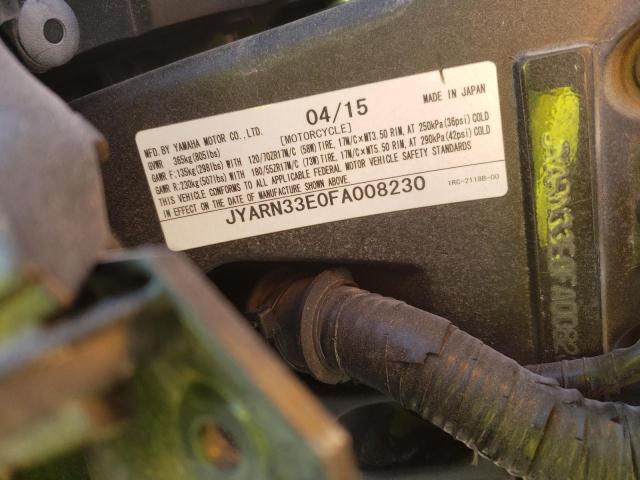 MFD BY YAMAHA MOTOR CO.,LTD. 04/15 MADE IN JAPAN
GVWR 365kg(805lbs) [MOTORCYCLE]
GAWR F:135kg(298lbs) WITH 120/70ZR17M/C (58W) TIRE, 17M/C×MT3.50 RIM, AT 250kPa(36psi) COLD
GAWR R:230kg(507lbs) WITH 180/55ZR17M/C (73W) TIRE, 17M/C×MT5.50 RIM, AT 290kPa(42psi) COLD
THIS VEHICLE CONFORMS TO ALL APPLICABLE FEDERAL MOTOR VEHICLE SAFETY STANDARDS
IN EFFECT ON THE DATE OF MANUFACTURE SHOWN ABOVE.
JYARN33E0FA008230
1RC-2118B-00